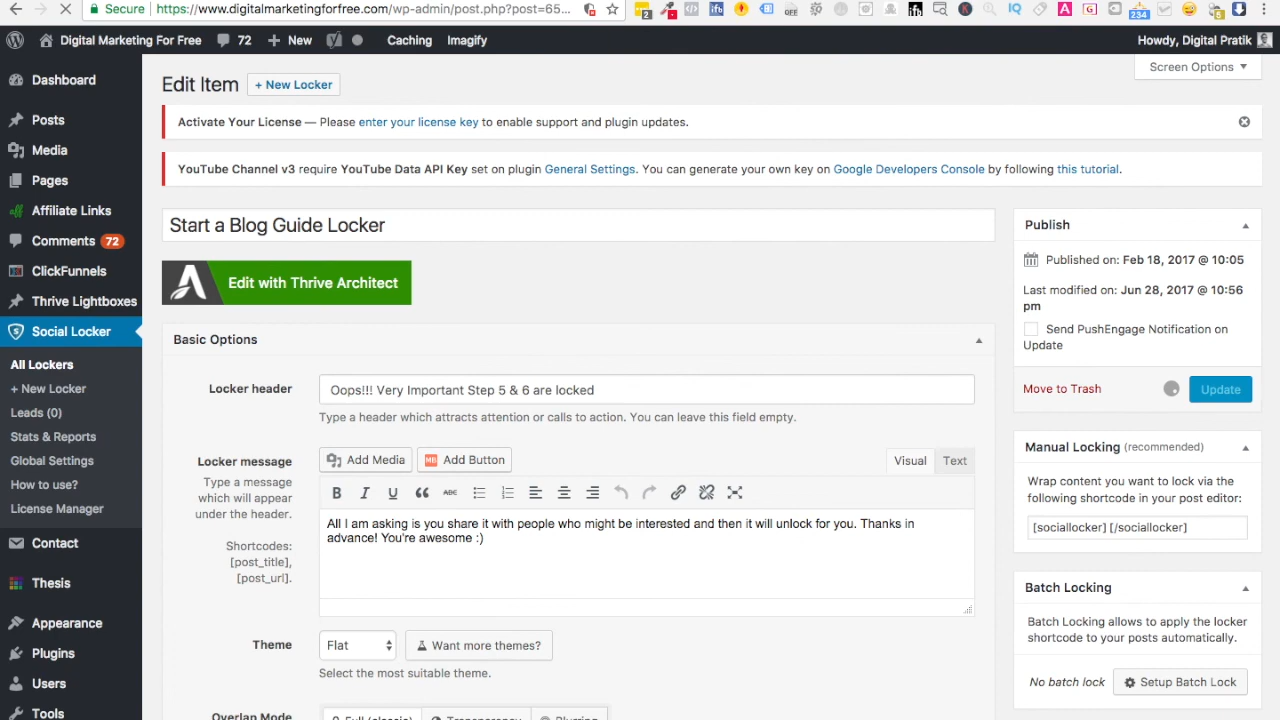 Secure https://www.digitalmarketingforfree.com/wp-admin/post.php?post=65...
Digital Marketing For Free 72 + New Caching Imagify Howdy, Digital Pratik
Screen Options
Edit Item + New Locker
Activate Your License — Please enter your license key to enable support and plugin updates.
YouTube Channel v3 require YouTube Data API Key set on plugin General Settings. You can generate your own key on Google Developers Console by following this tutorial.
Dashboard
Posts
Media
Pages
Affiliate Links
Comments 72
ClickFunnels
Thrive Lightboxes
Social Locker
All Lockers
+ New Locker
Leads (0)
Stats & Reports
Global Settings
How to use?
License Manager
Contact
Thesis
Appearance
Plugins
Users
Tools
Start a Blog Guide Locker
Edit with Thrive Architect
Basic Options
Locker header
Oops!!! Very Important Step 5 & 6 are locked
Type a header which attracts attention or calls to action. You can leave this field empty.
Locker message
Type a message
which will appear
under the header.
Shortcodes:
[post_title],
[post_url].
Add Media Add Button
Visual Text
B I U ABC
All I am asking is you share it with people who might be interested and then it will unlock for you. Thanks in
advance! You're awesome :)
Theme
Flat
Want more themes?
Select the most suitable theme.
Overlap Mode
Full (classic) Transparency Blurring
Publish
Published on: Feb 18, 2017 @ 10:05
Last modified on: Jun 28, 2017 @ 10:56
pm
Send PushEngage Notification on
Update
Move to Trash
Update
Manual Locking (recommended)
Wrap content you want to lock via the
following shortcode in your post editor:
[sociallocker] [/sociallocker]
Batch Locking
Batch Locking allows to apply the locker
shortcode to your posts automatically.
No batch lock Setup Batch Lock